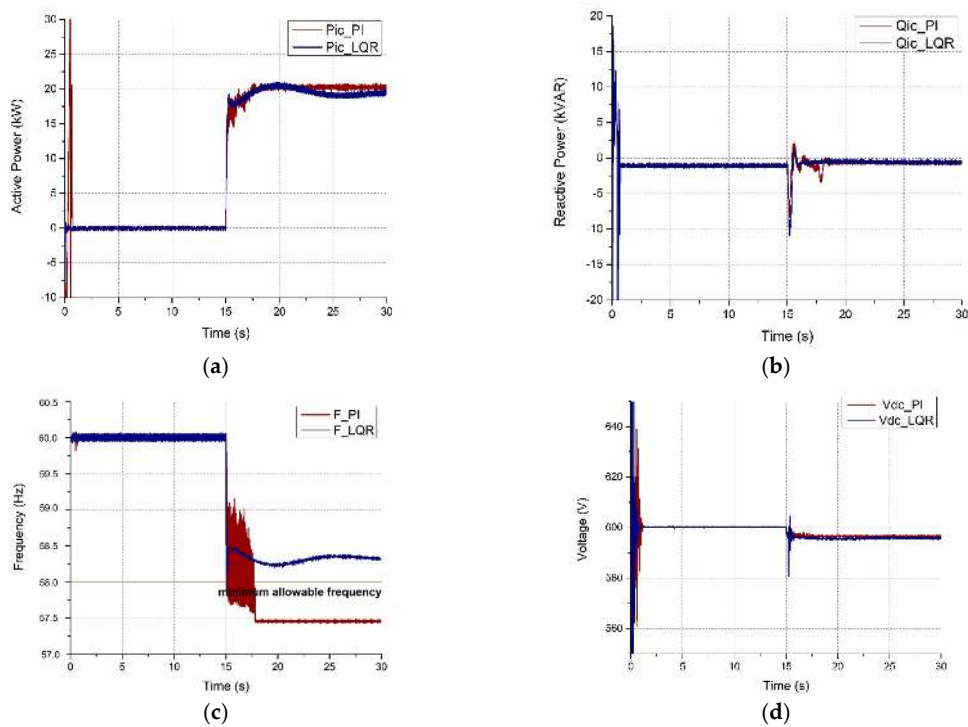 30
25
20
15
10
5
0
-5
-10
0 5 10 15 20 25 30
Active Power (kW)
Time (s)
Pic_PI
Pic_LQR
(a)
20
15
10
5
0
-5
-10
-15
-20
0 5 10 15 20 25 30
Reactive Power (kVAR)
Time (s)
Qic_PI
Qic_LQR
(b)
60.5
60.0
59.5
59.0
58.5
58.0
57.5
57.0
0 5 10 15 20 25 30
Frequency (Hz)
Time (s)
F_PI
F_LQR
minimum allowable frequency
(c)
640
620
600
580
560
0 5 10 15 20 25 30
Voltage (V)
Time (s)
Vdc_PI
Vdc_LQR
(d)